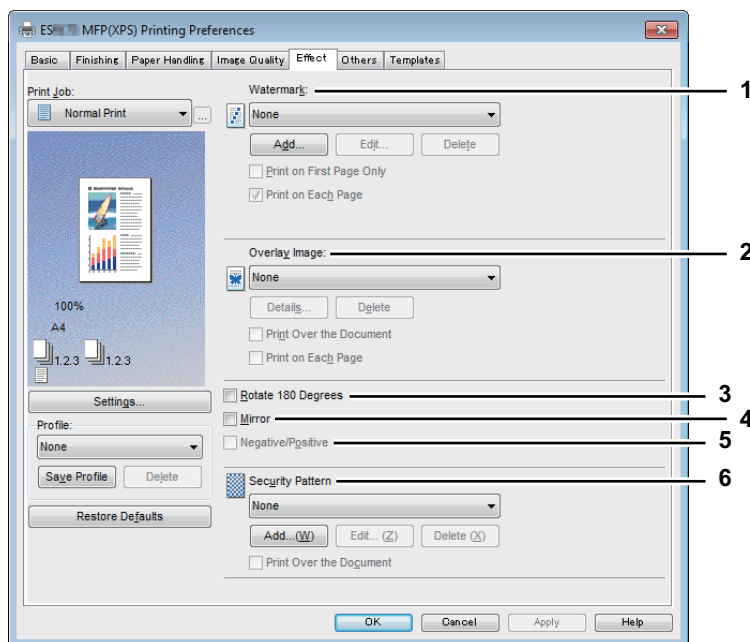 ES MFP(XPS) Printing Preferences
Basic Finishing Paper Handling Image Quality Effect Others Templates
Print Job:
Normal Print
...
100%
A4
1.2.3 1.2.3
Settings...
Profile:
None
Save Profile Delete
Restore Defaults
Watermark: 1
None
Add... Edit... Delete
Print on First Page Only
Print on Each Page
Overlay Image: 2
None
Details... Delete
Print Over the Document
Print on Each Page
Rotate 180 Degrees 3
Mirror 4
Negative/Positive 5
Security Pattern 6
None
Add...(W) Edit... (Z) Delete (X)
Print Over the Document
OK Cancel Apply Help